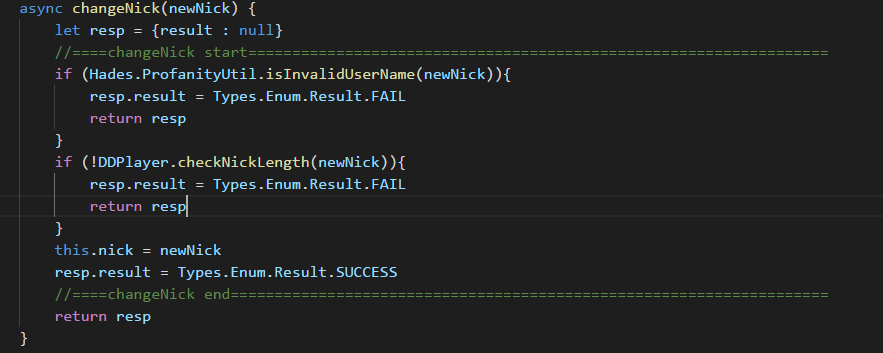 async changeNick(newNick) {
let resp = {result : null}
//====changeNick start==================================================================
if (Hades.ProfanityUtil.isInvalidUserName(newNick)){
resp.result = Types.Enum.Result.FAIL
return resp
}
if (!DDPlayer.checkNickLength(newNick)){
resp.result = Types.Enum.Result.FAIL
return resp
}
this.nick = newNick
resp.result = Types.Enum.Result.SUCCESS
//====changeNick end====================================================================
return resp
}